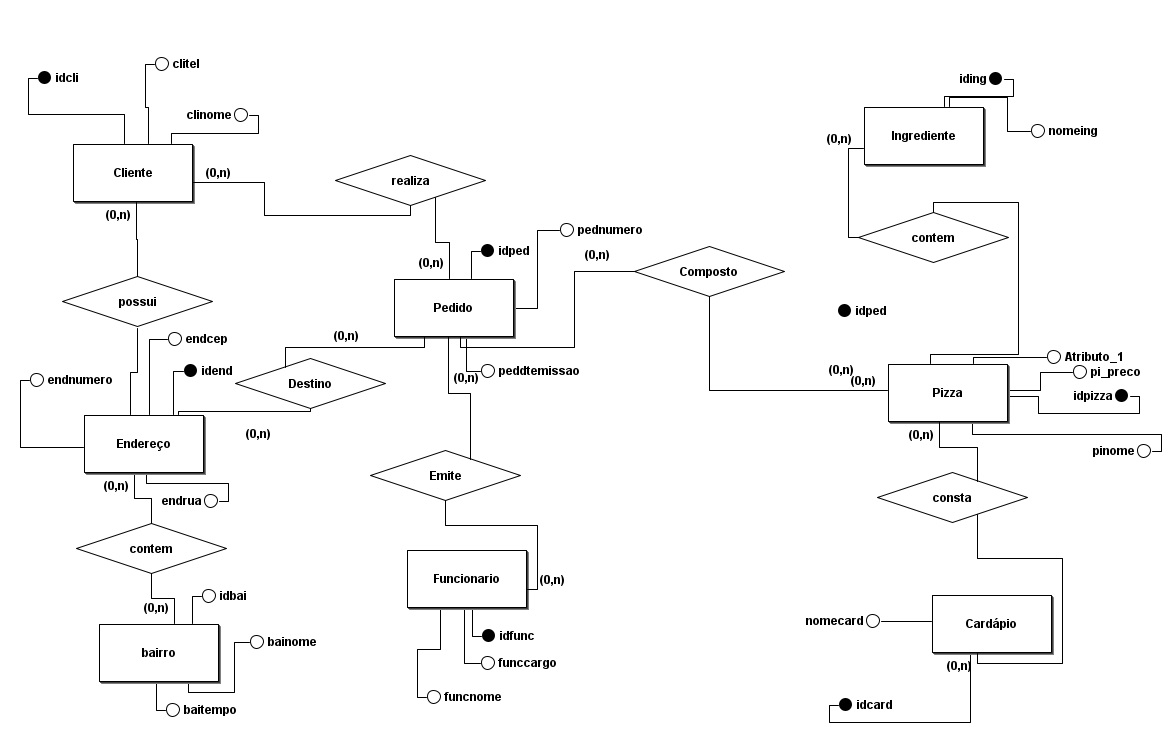 clitel
idcli
iding
clinome
nomeing
(0,n)
Ingrediente
Cliente
(0,n)
realiza
(0,n)
pednumero
contem
idped
(0,n)
(0,n)
Composto
possui
Pedido
idped
(0,n)
endcep
Atributo_1
idend
peddtemissao
(0,n)
pi_preco
endnumero
Destino
(0,n)
(0,n)
Pizza
idpizza
(0,n)
(0,n)
Endereço
pinome
Emite
(0,n)
endrua
consta
contem
Funcionario
(0,n)
idbai
(0,n)
nomecard
Cardápio
idfunc
bainome
bairro
funccargo
(0,n)
funcnome
idcard
baitempo